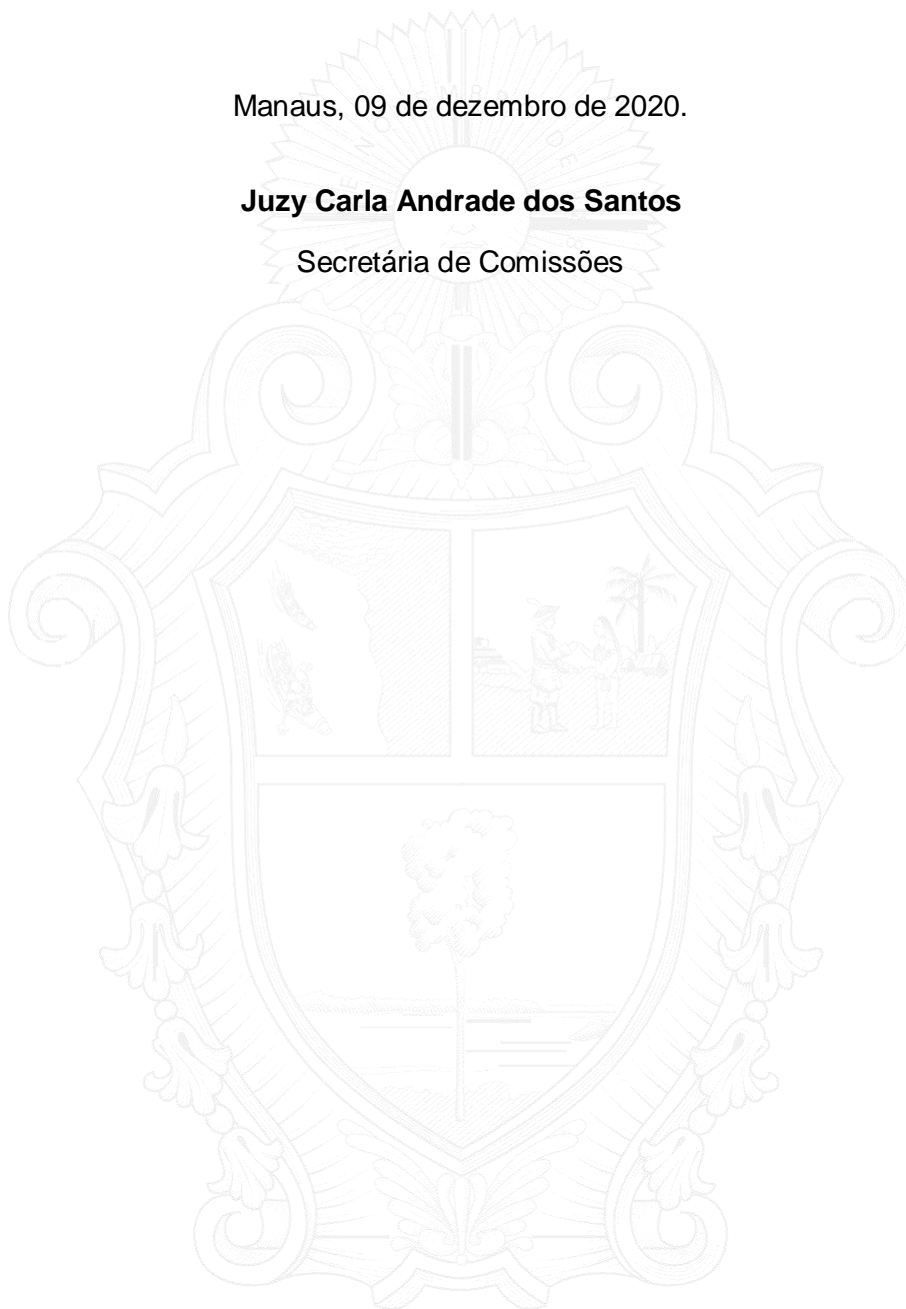 Manaus, 09 de dezembro de 2020.
Juzy Carla Andrade dos Santos
Secretária de Comissões